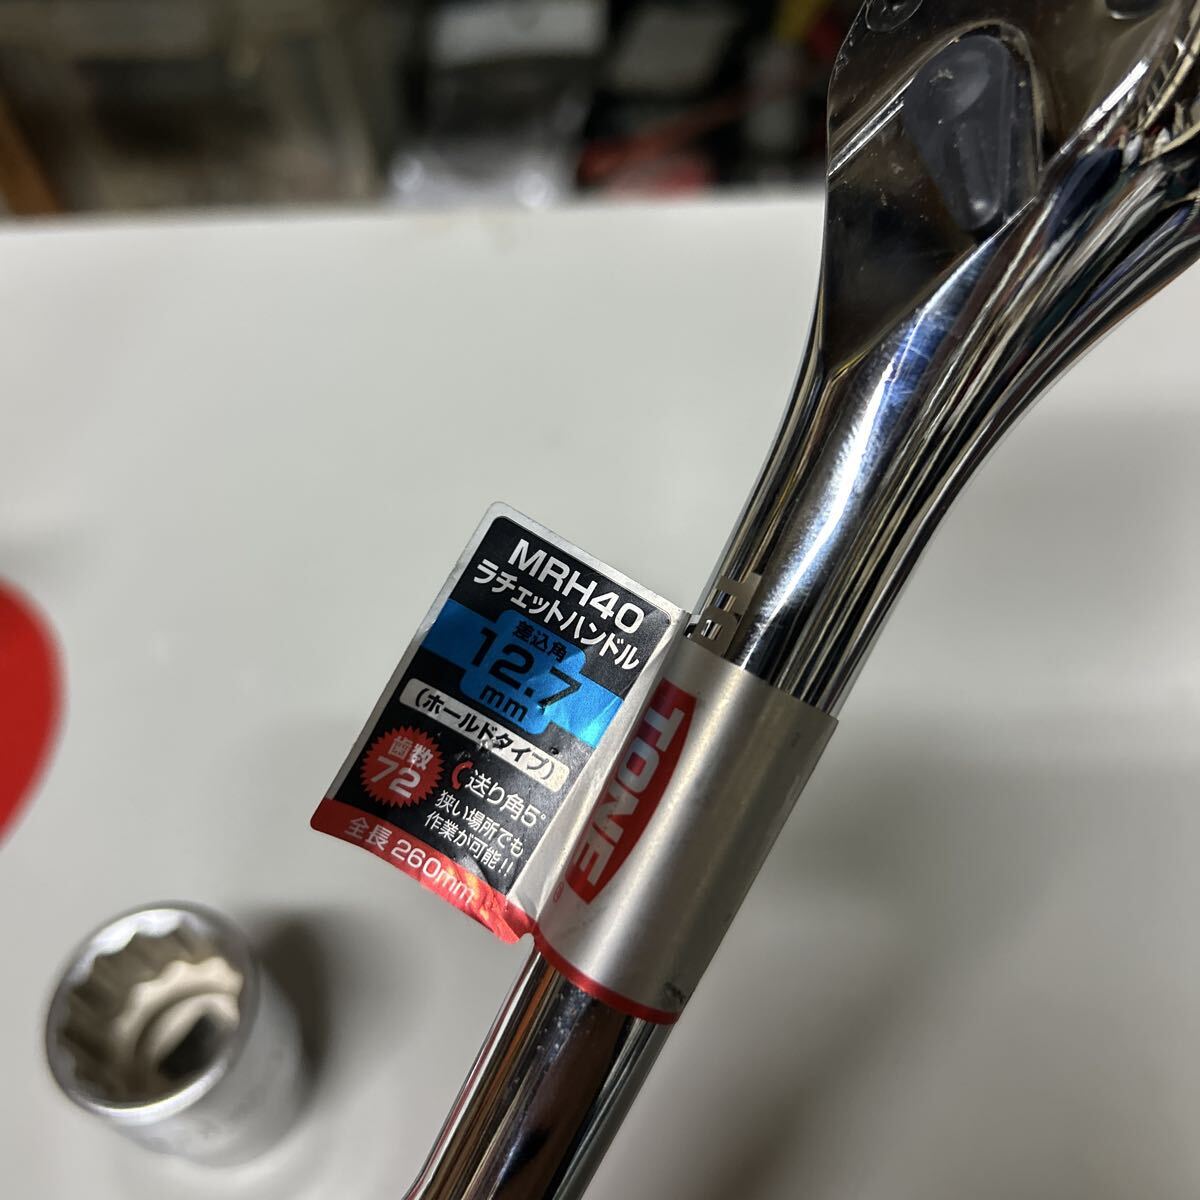 MRH40
ラチェットハンドル
差込角
12.7
mm
(ホールドタイプ)
歯数
72
送り角5°
狭い場所でも
作業が可能!!
全長 260mm
TONE
®